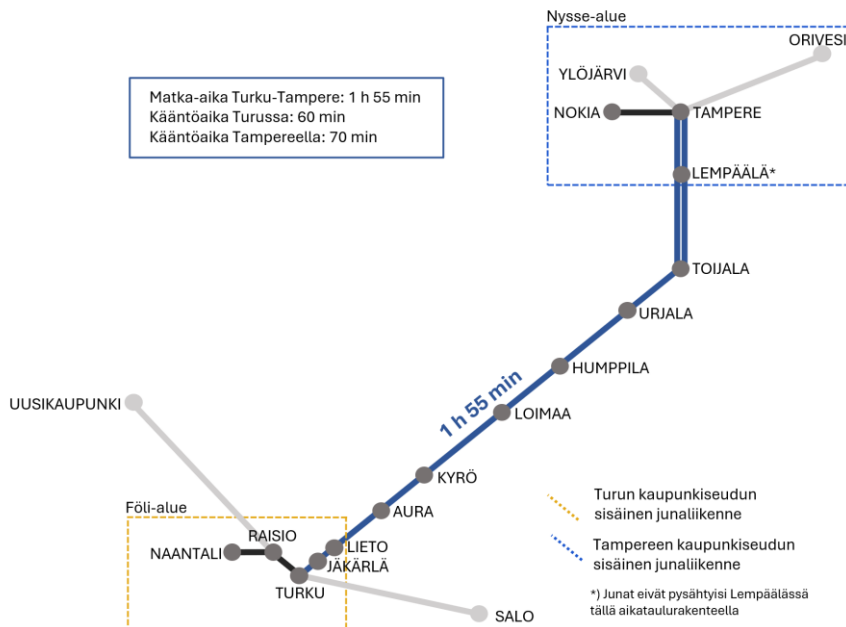 Nysse-alue
ORIVESI
YLÖJÄRVI
Matka-aika Turku-Tampere: 1 h 55 min
Kääntöaika Turussa: 60 min
Kääntöaika Tampereella: 70 min
NOKIA
TAMPERE
LEMPÄÄLÄ*
TOIJALA
URJALA
HUMPPILA
1 h 55 min
UUSIKAUPUNKI
LOIMAA
KYRÖ
Föli-alue
AURA
Turun kaupunkiseudun
sisäinen junaliikenne
RAISIO
NAANTALI
LIETO
JÄKÄRLÄ
TURKU
Tampereen kaupunkiseudun
sisäinen junaliikenne
*) Junat eivät pysähtyisi Lempäälässä
tällä aikataulurakenteella
SALO